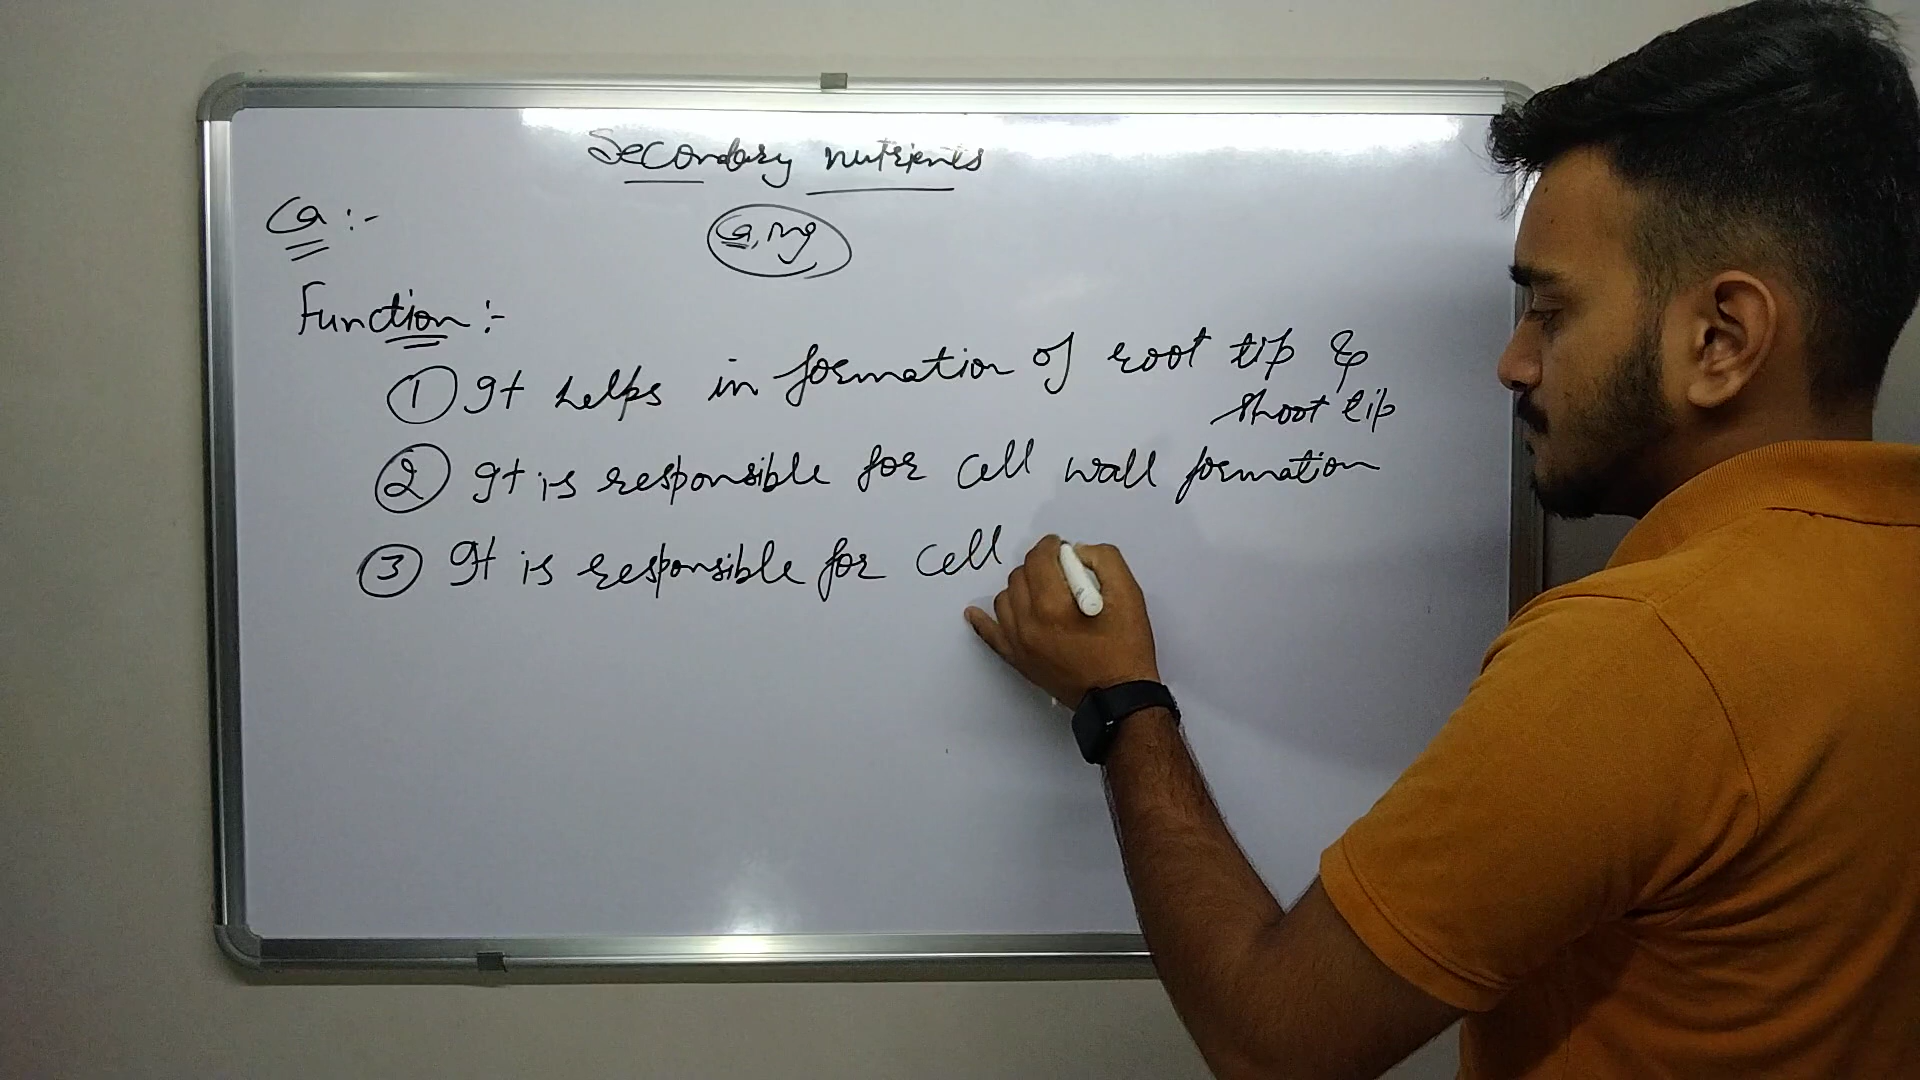 Secondary nutrients
Ca :-
Ca, Mg
Function :-
① It helps in formation of root tip &
shoot tip
② It is responsible for cell wall formation
③ It is responsible for cell